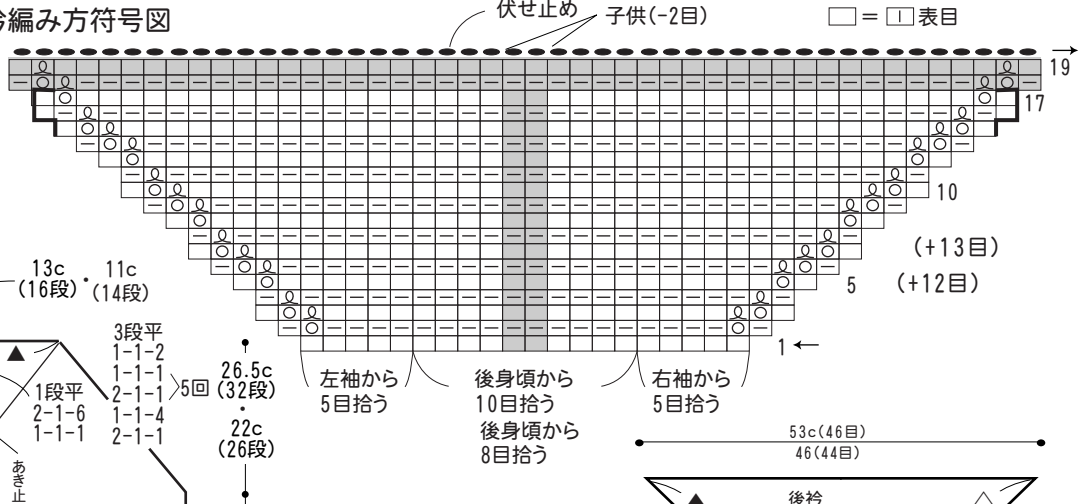 編み方符号図
伏せ止め
子供(-2目)
□=|表目
19
17
10
(+13目)
5
(+12目)
1
13c
(16段)
・
11c
(14段)
3段平
1-1-2
1-1-1
2-1-1
1-1-4
2-1-1
5回
1段平
2-1-6
1-1-1
26.5c
(32段)
・
22c
(26段)
左袖から
5目拾う
後身頃から
10目拾う
後身頃から
8目拾う
右袖から
5目拾う
53c(46目)
46(44目)
後衿
あき止